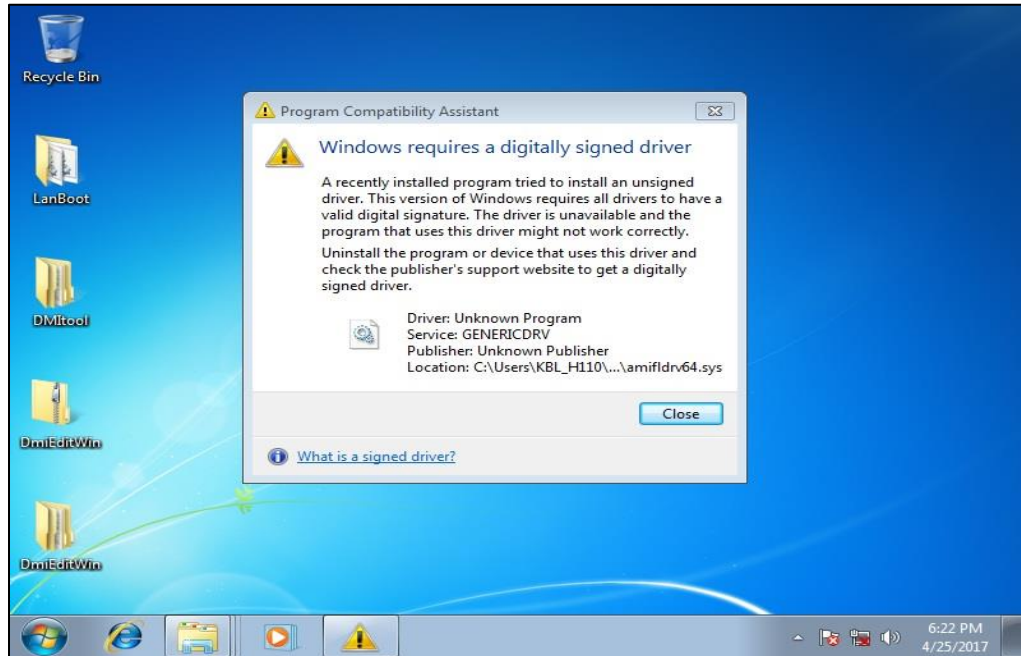 Recycle Bin
LanBoot
DMItool
DmiEditWin
DmiEditWin
Program Compatibility Assistant
Windows requires a digitally signed driver
A recently installed program tried to install an unsigned
driver. This version of Windows requires all drivers to have a
valid digital signature. The driver is unavailable and the
program that uses this driver might not work correctly.
Uninstall the program or device that uses this driver and
check the publisher's support website to get a digitally
signed driver.
Driver: Unknown Program
Service: GENERICDRV
Publisher: Unknown Publisher
Location: C:\Users\KBL_H110\...\amifldrv64.sys
Close
What is a signed driver?
6:22 PM
4/25/2017